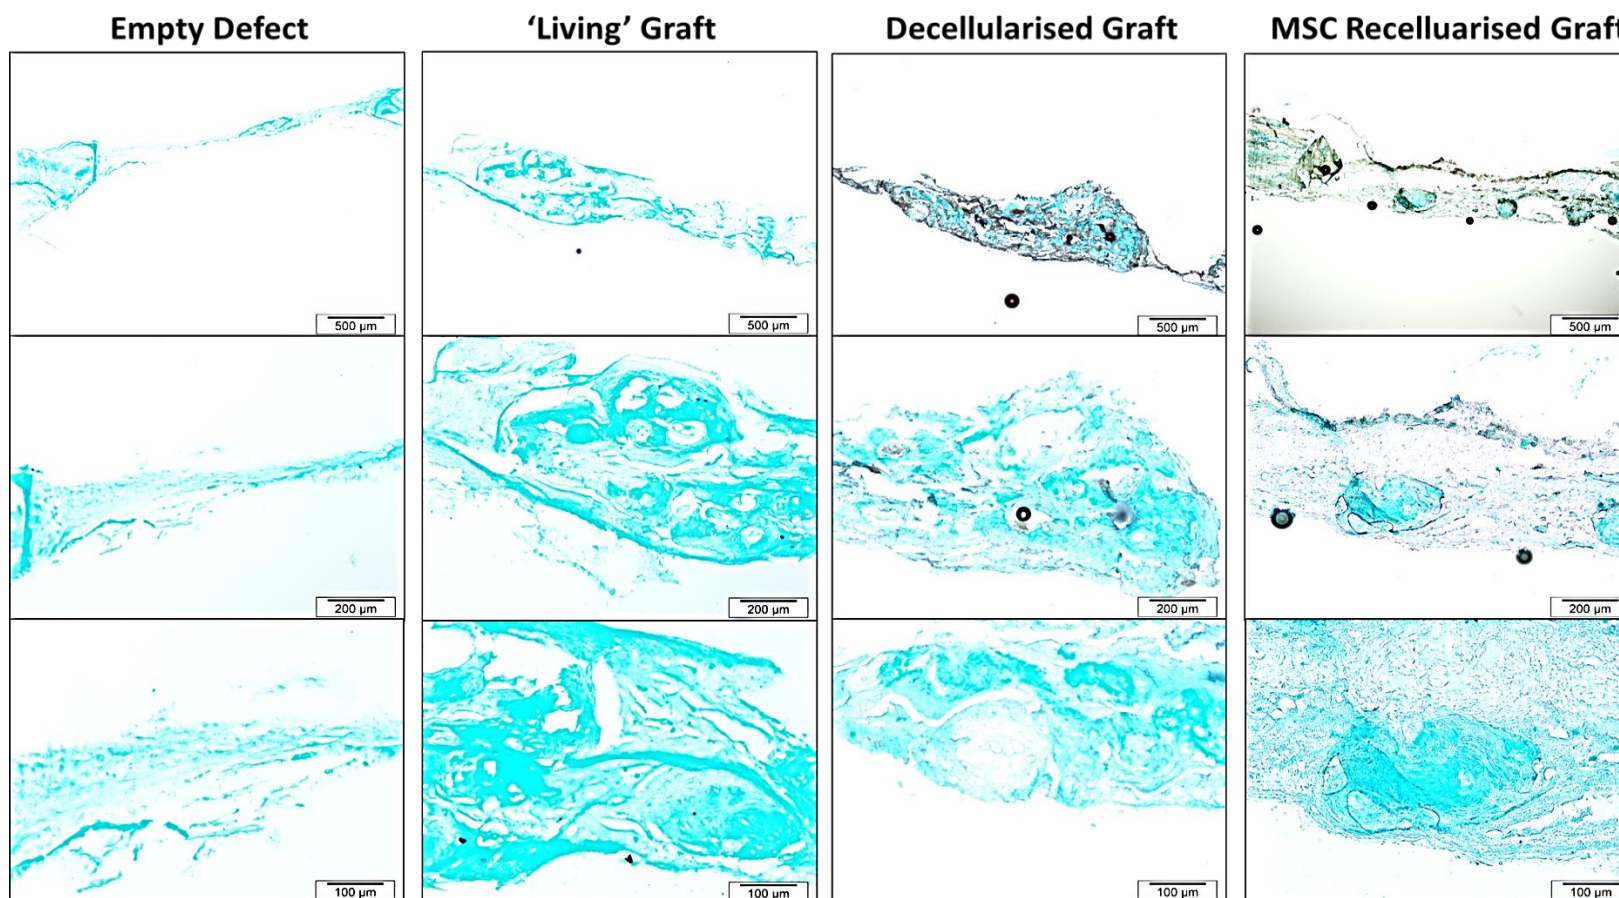 Empty Defect
‘Living’ Graft
Decellularised Graft
MSC Recelluarised Graft
500 µm
500 µm
500 µm
500 µm
200 µm
200 µm
200 µm
200 µm
100 µm
100 µm
100 µm
100 µm